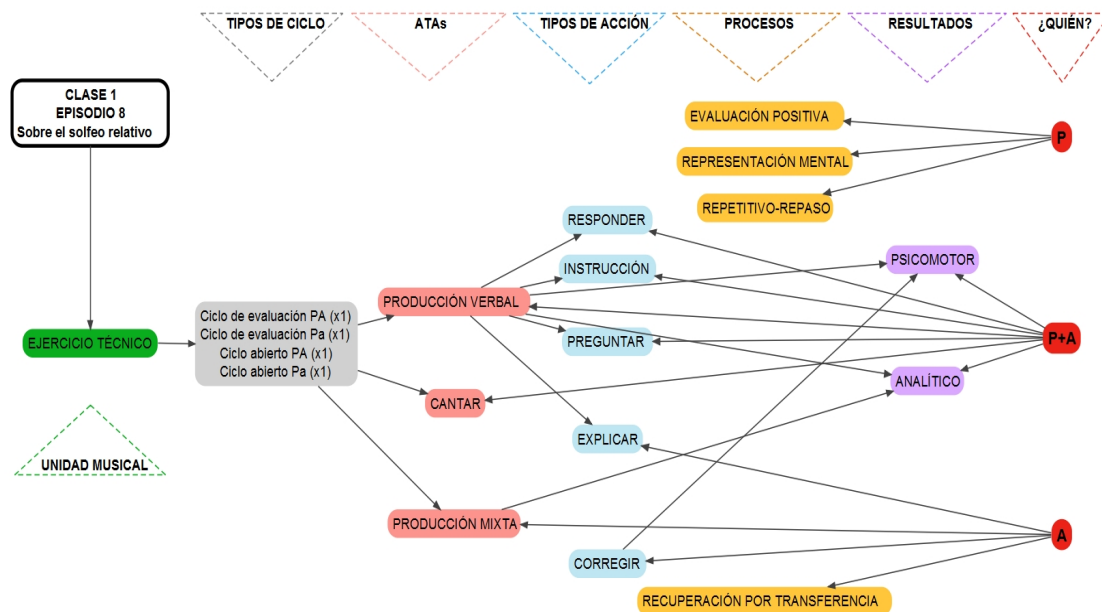 TIPOS DE CICLO
ATAs
TIPOS DE ACCIÓN
PROCESOS
RESULTADOS
¿QUIÉN?
CLASE 1
EPISODIO 8
Sobre el solfeo relativo
EVALUACIÓN POSITIVA
P
REPRESENTACIÓN MENTAL
REPETITIVO-REPASO
RESPONDER
PSICOMOTOR
INSTRUCCIÓN
PRODUCCIÓN VERBAL
Ciclo de evaluación PA (x1)
Ciclo de evaluación Pa (x1)
Ciclo abierto PA (x1)
Ciclo abierto Pa (x1)
EJERCICIO TÉCNICO
PREGUNTAR
P+A
ANALÍTICO
CANTAR
EXPLICAR
UNIDAD MUSICAL
PRODUCCIÓN MIXTA
A
CORREGIR
RECUPERACIÓN POR TRANSFERENCIA